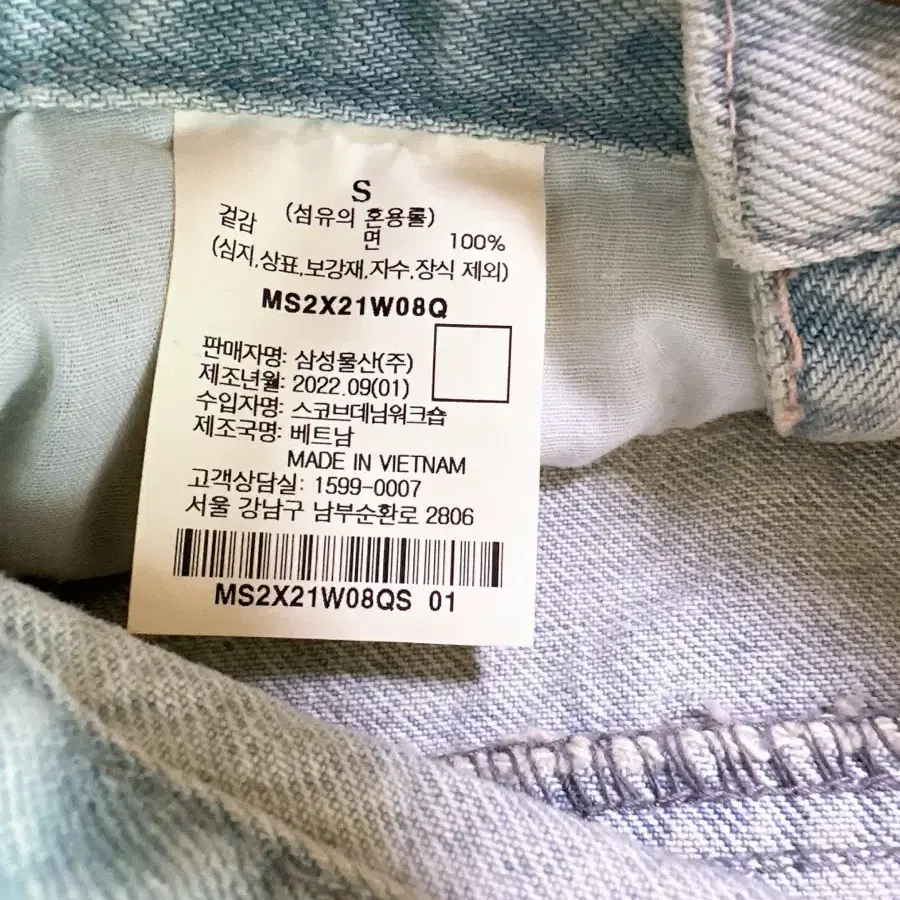 S
(섬유의 혼용률)
겉감 면 100%
(심지,상표,보강재,자수,장식 제외)
MS2X21W08Q
판매자명: 삼성물산(주)
제조년월: 2022.09(01)
수입자명: 스코브데님워크숍
제조국명: 베트남
MADE IN VIETNAM
고객상담실: 1599-0007
서울 강남구 남부순환로 2806
MS2X21W08QS 01